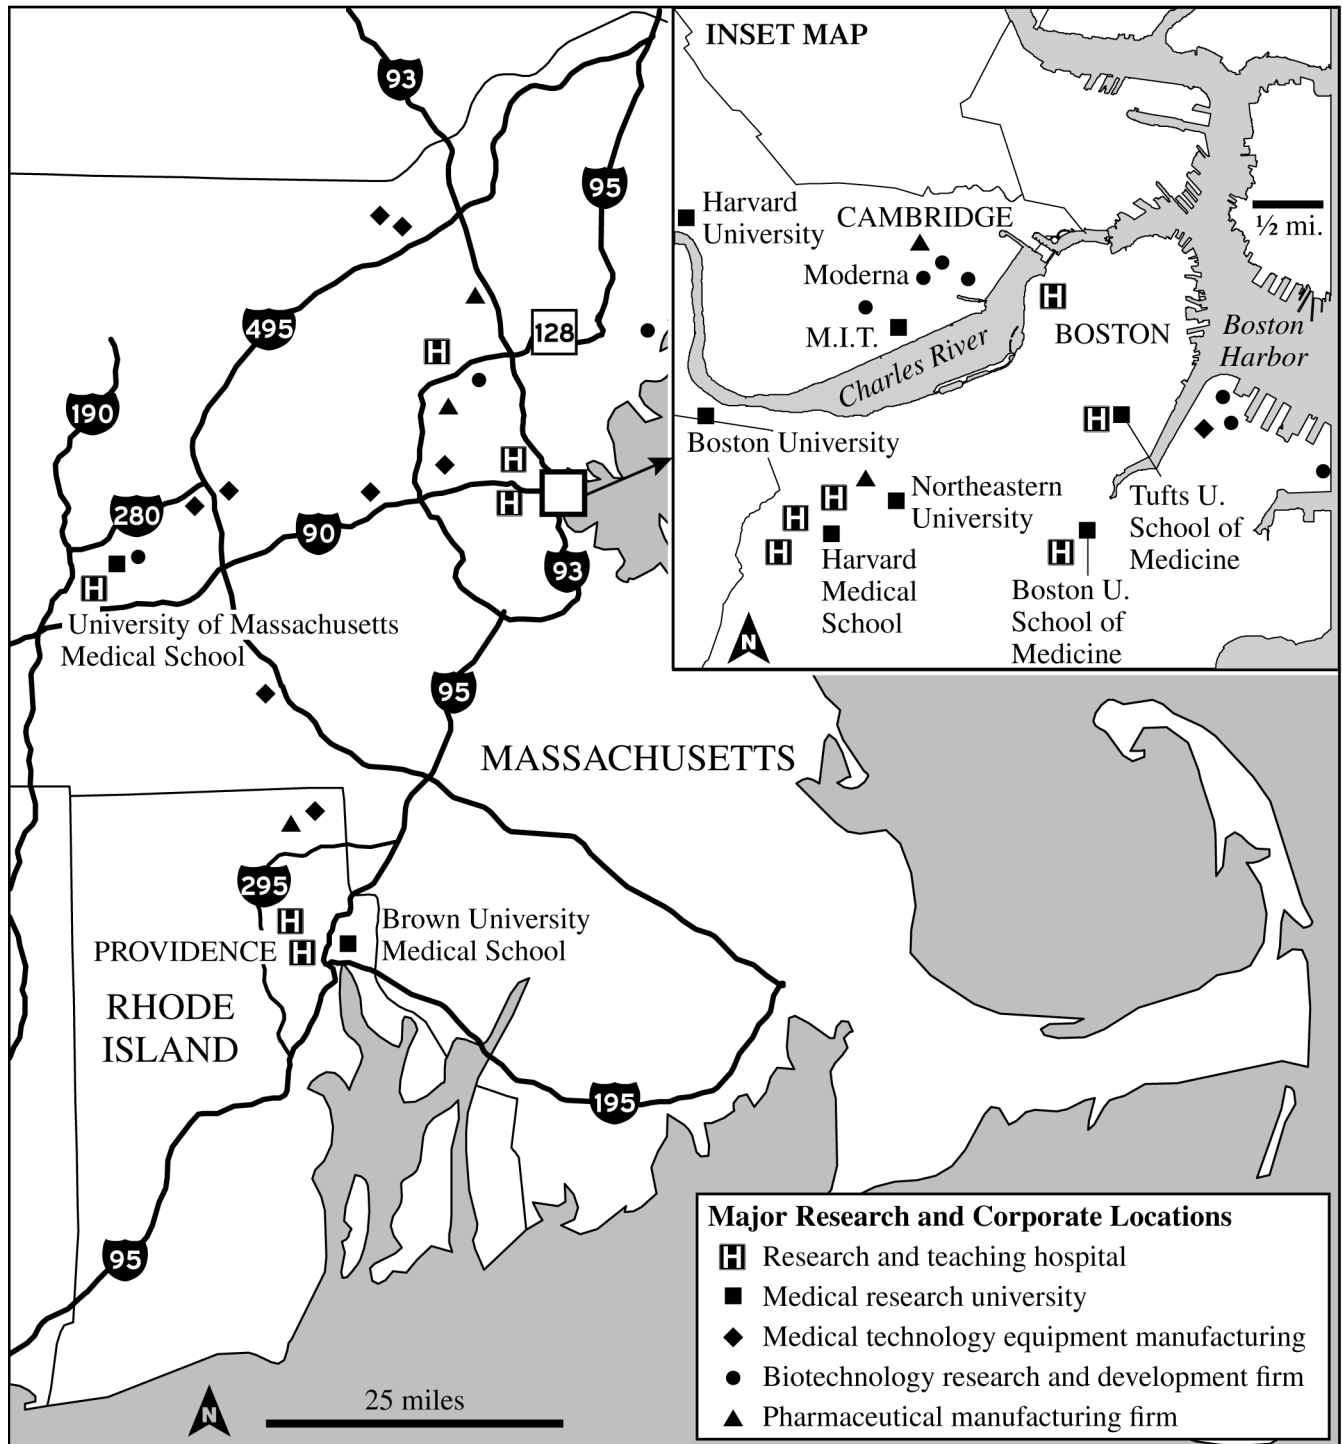 INSET MAP
93
95
Harvard
University
CAMBRIDGE
½ mi.
Moderna
M.I.T.
Charles River
H
BOSTON
Boston
Harbor
495
128
H
190
H
Boston University
H
H
280
90
H
Northeastern
University
Tufts U.
School of
Medicine
H
H
H
93
H
Harvard
Medical
School
Boston U.
School of
Medicine
N
H
University of Massachusetts
Medical School
95
MASSACHUSETTS
295
H
Brown University
Medical School
PROVIDENCE
H
RHODE
ISLAND
195
95
Major Research and Corporate Locations
H Research and teaching hospital
Medical research university
Medical technology equipment manufacturing
Biotechnology research and development firm
Pharmaceutical manufacturing firm
N
25 miles